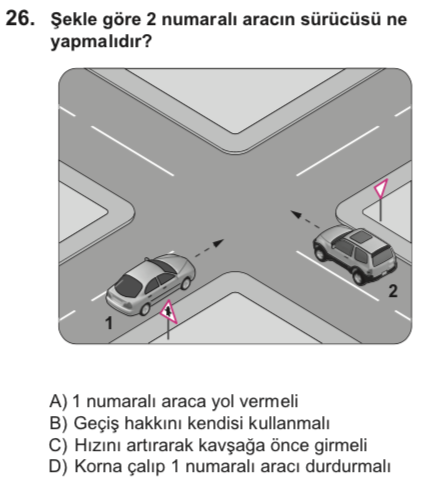 26. Şekle göre 2 numaralı aracın sürücüsü ne
yapmalıdır?
1
2
A) 1 numaralı araca yol vermeli
B) Geçiş hakkını kendisi kullanmalı
C) Hızını artırarak kavşağa önce girmeli
D) Korna çalıp 1 numaralı aracı durdurmalı